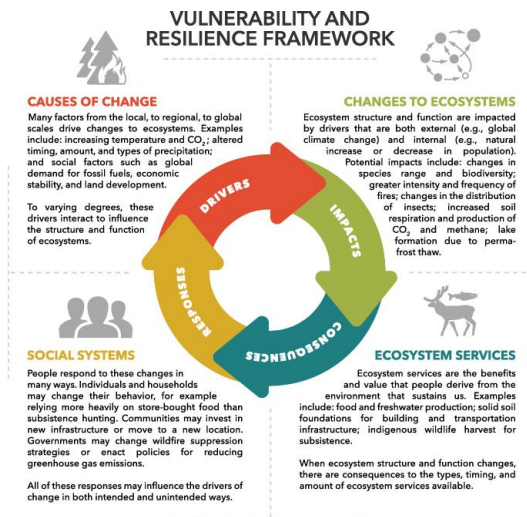 VULNERABILITY AND
RESILIENCE FRAMEWORK
CAUSES OF CHANGE
Many factors from the local, to regional, to global
scales drive changes to ecosystems. Examples
include: increasing temperature and CO₂; altered
timing, amount, and types of precipitation;
and social factors such as global
demand for fossil fuels, economic
stability, and land development.
To varying degrees, these
drivers interact to influence
the structure and function
of ecosystems.
CHANGES TO ECOSYSTEMS
Ecosystem structure and function are impacted
by drivers that are both external (e.g., global
climate change) and internal (e.g., natural
increase or decrease in population).
Potential impacts include: changes in
species range and biodiversity;
greater intensity and frequency of
fires; changes in the distribution
of insects; increased soil
respiration and production of
CO₂ and methane; lake
formation due to perma-
frost thaw.
DRIVERS
IMPACTS
CONSEQUENCES
RESPONSES
SOCIAL SYSTEMS
People respond to these changes in
many ways. Individuals and households
may change their behavior, for example
relying more heavily on store-bought food than
subsistence hunting. Communities may invest in
new infrastructure or move to a new location.
Governments may change wildfire suppression
strategies or enact policies for reducing
greenhouse gas emissions.
All of these responses may influence the drivers of
change in both intended and unintended ways.
ECOSYSTEM SERVICES
Ecosystem services are the benefits
and value that people derive from the
environment that sustains us. Examples
include: food and freshwater production; solid soil
foundations for building and transportation
infrastructure; indigenous wildlife harvest for
subsistence.
When ecosystem structure and function changes,
there are consequences to the types, timing, and
amount of ecosystem services available.